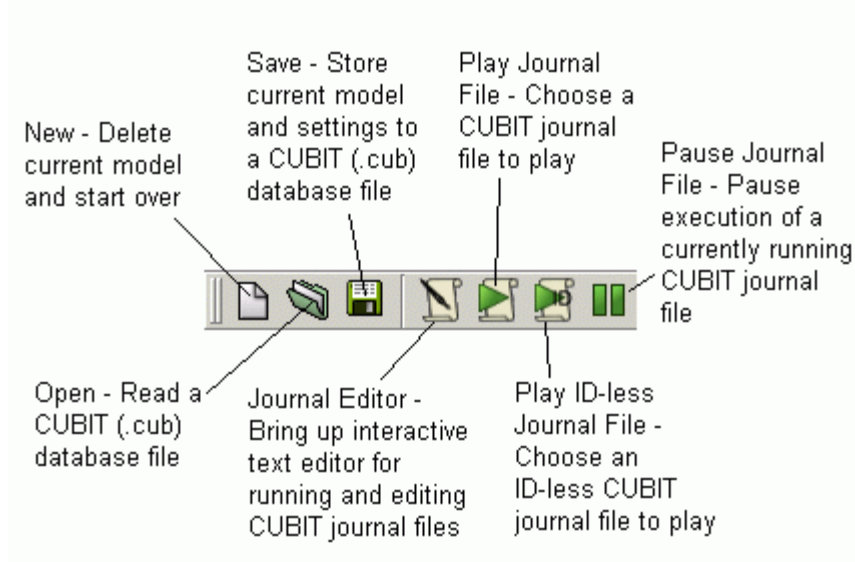 New - Delete
current model
and start over
Save - Store
current model
and settings to
a CUBIT (.cub)
database file
Play Journal
File - Choose a
CUBIT journal
file to play
Pause Journal
File - Pause
execution of a
currently running
CUBIT journal
file
Open - Read a
CUBIT (.cub)
database file
Journal Editor -
Bring up interactive
text editor for
running and editing
CUBIT journal files
Play ID-less
Journal File -
Choose an
ID-less CUBIT
journal file to play